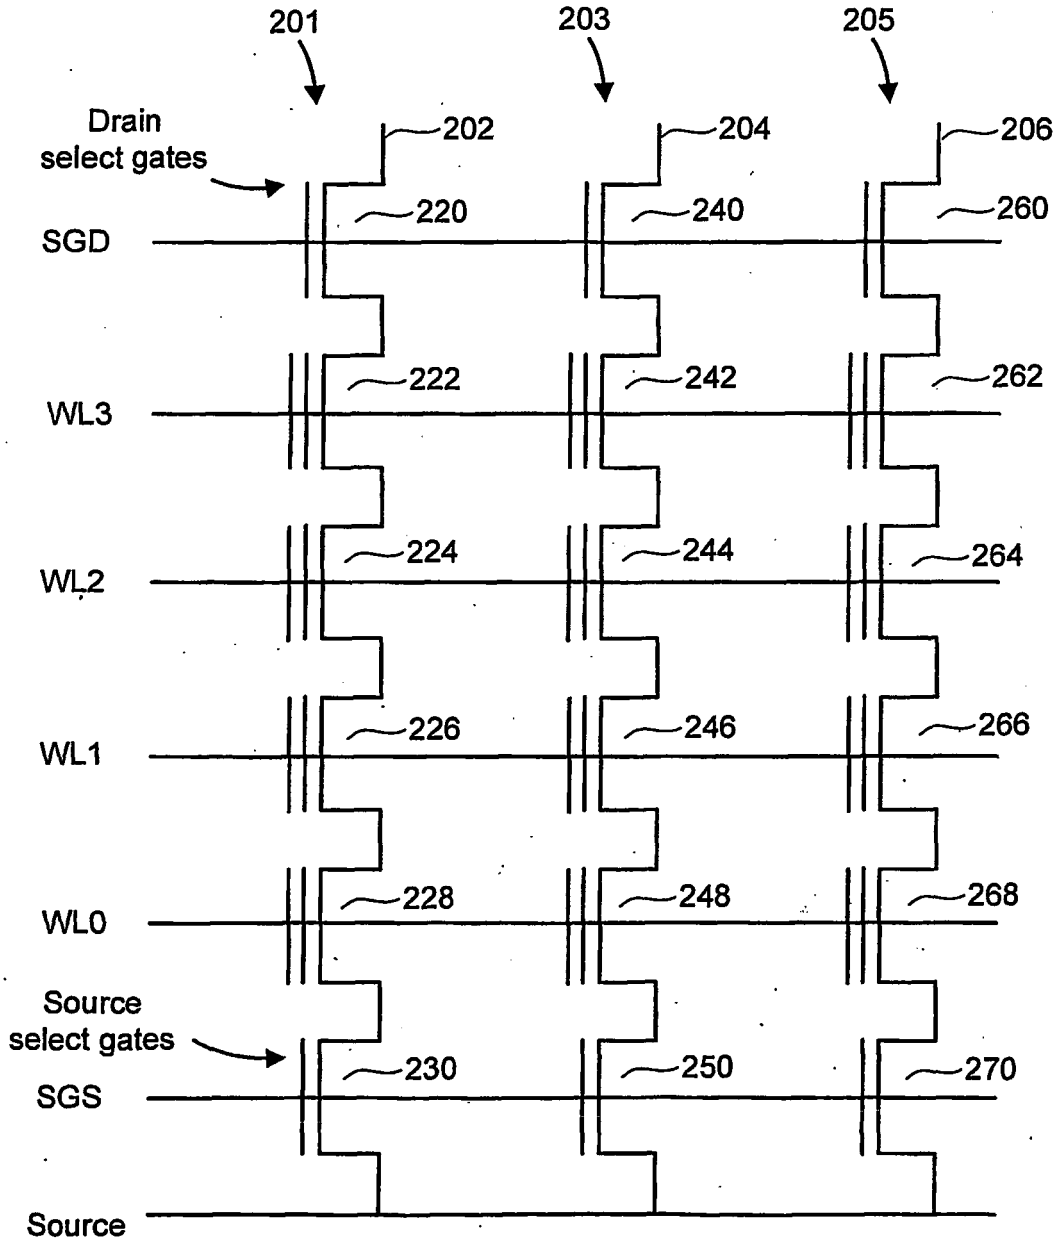 201 203 205
Drain
select gates
202 204 206
220 240 260
SGD
222 242 262
WL3
224 244 264
WL2
226 246 266
WL1
228 248 268
WL0
Source
select gates
230 250 270
SGS
Source